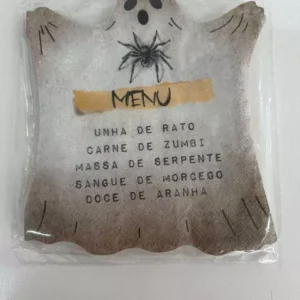 MENU
UNHA DE RATO
CARNE DE ZUMBI
MASSA DE SERPENTE
SANGUE DE MORCEGO
DOCE DE ARANHA